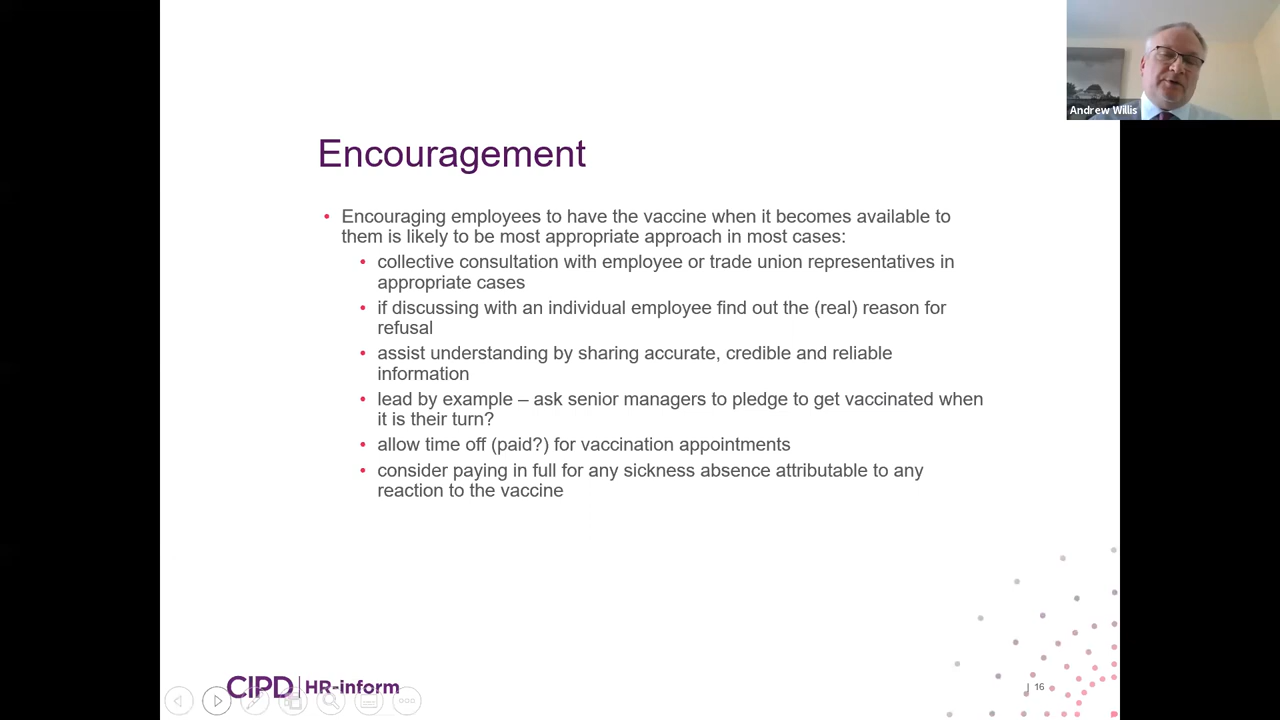 Andrew Willis
Encouragement
• Encouraging employees to have the vaccine when it becomes available to
them is likely to be most appropriate approach in most cases:
• collective consultation with employee or trade union representatives in
appropriate cases
• if discussing with an individual employee find out the (real) reason for
refusal
• assist understanding by sharing accurate, credible and reliable
information
• lead by example – ask senior managers to pledge to get vaccinated when
it is their turn?
• allow time off (paid?) for vaccination appointments
• consider paying in full for any sickness absence attributable to any
reaction to the vaccine
CIPD | HR-inform
| 16